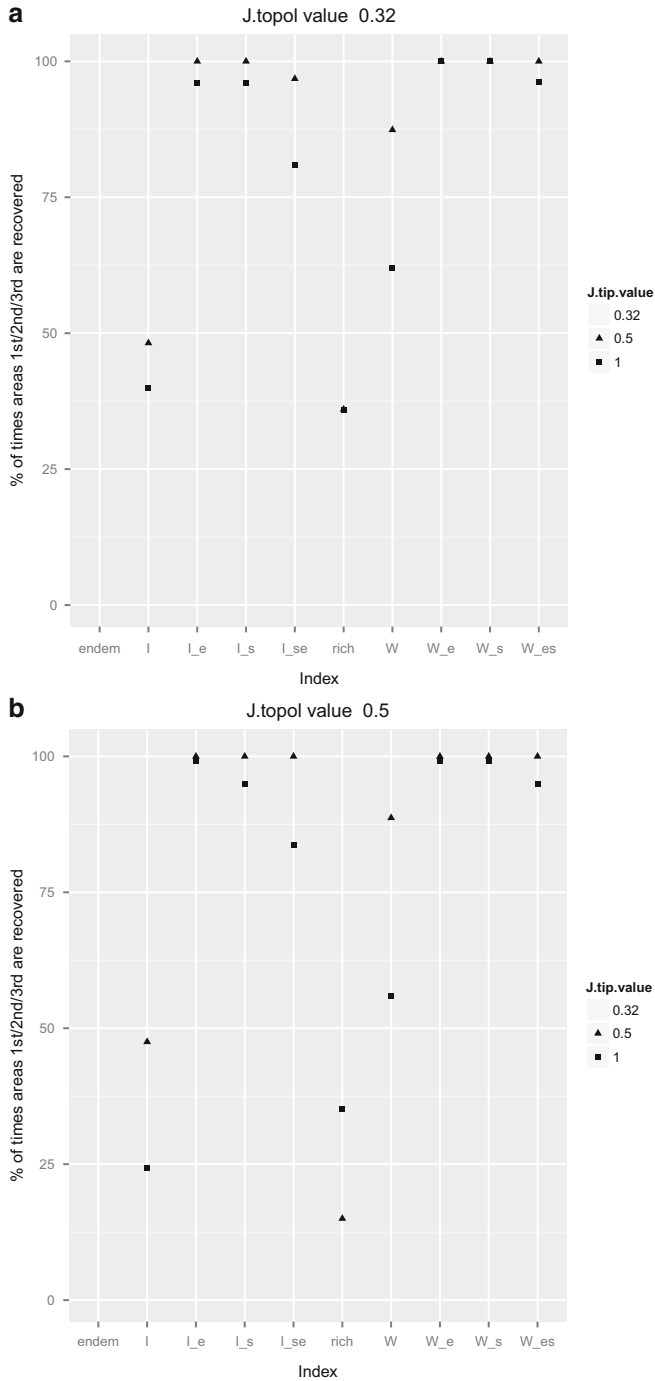 a
J.topol value 0.32
% of times areas 1st/2nd/3rd are recovered
100
75
50
25
0
endem I I_e I_s I_se rich W W_e W_s W_es
Index
J.tip.value
0.32
0.5
1
b
J.topol value 0.5
% of times areas 1st/2nd/3rd are recovered
100
75
50
25
0
endem I I_e I_s I_se rich W W_e W_s W_es
Index
J.tip.value
0.32
0.5
1